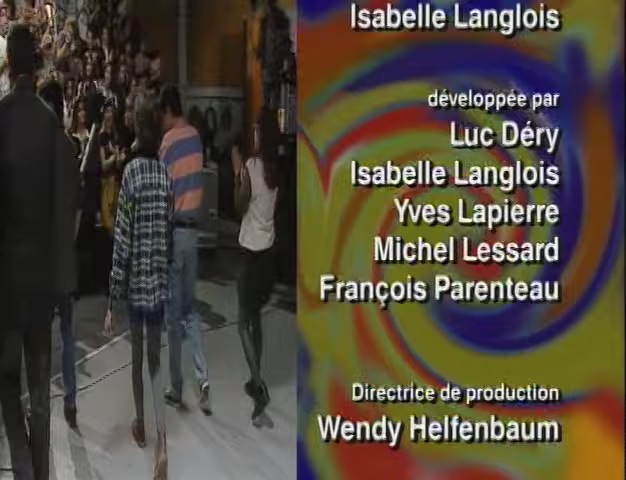 Isabelle Langlois
développée par
Luc Déry
Isabelle Langlois
Yves Lapierre
Michel Lessard
François Parenteau
Directrice de production
Wendy Helfenbaum